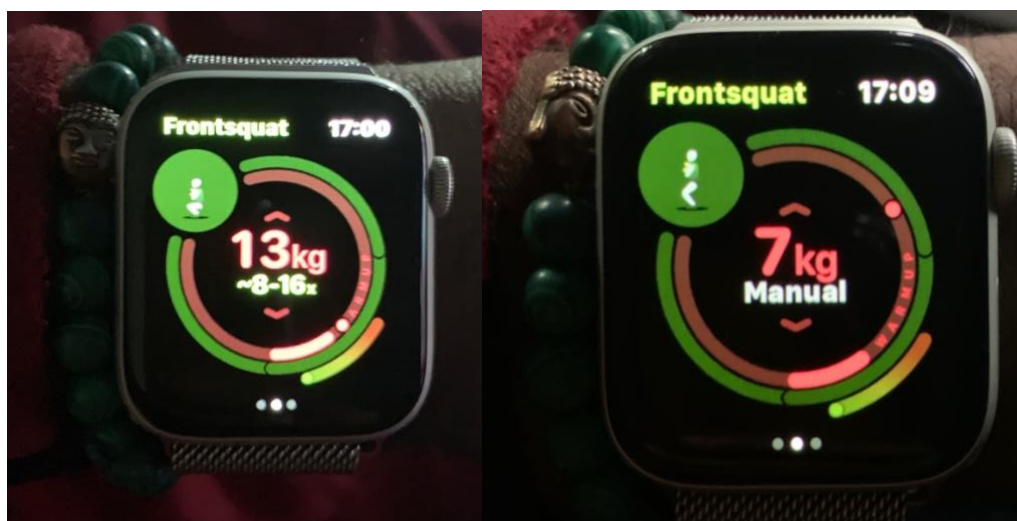 Frontsquat 17:00
13kg
~8-16x
WARMUP
Frontsquat 17:09
7kg
Manual
WARMUP